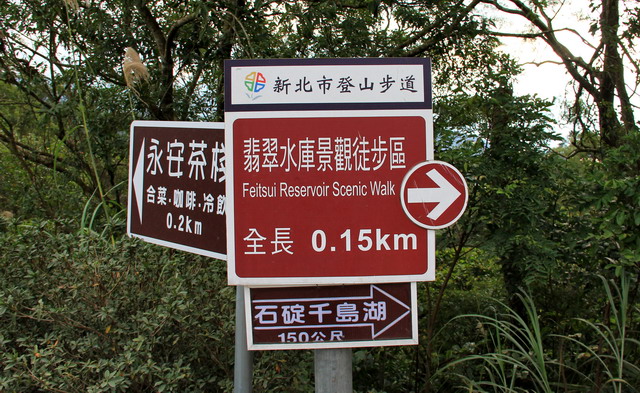 新北市登山步道
翡翠水庫景觀徒步區
Feitsui Reservoir Scenic Walk
全長 0.15km
永安茶棧
合菜.咖啡.冷飲
0.2km
石碇千島湖
150公尺